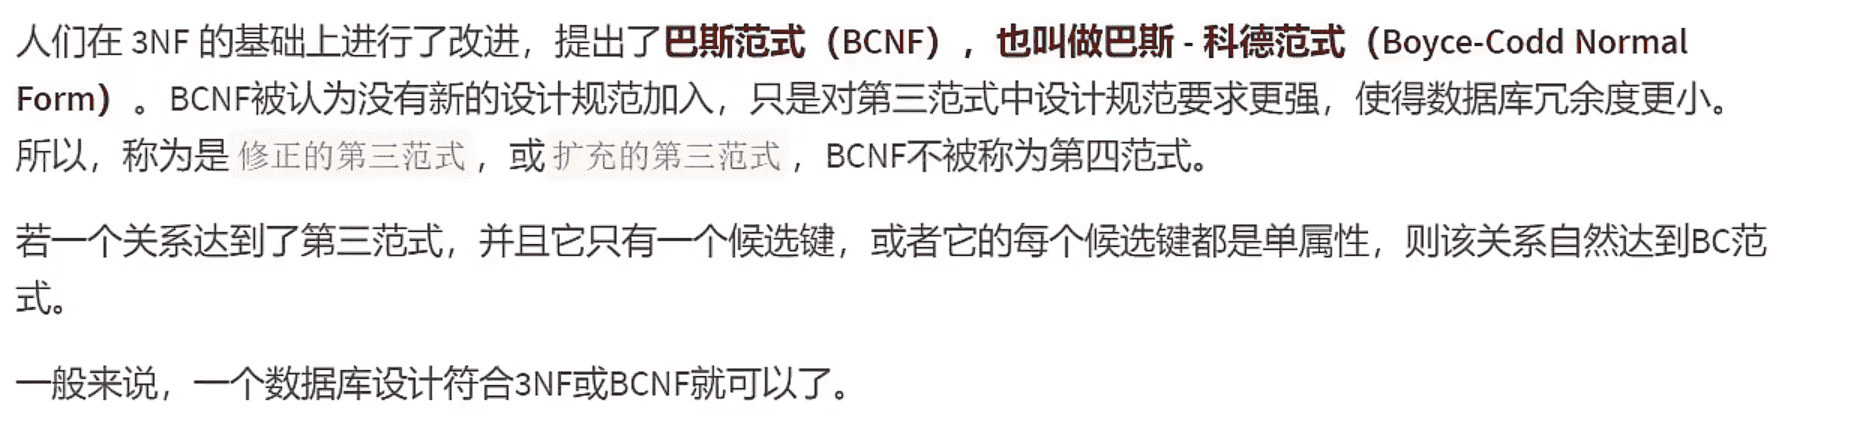 人们在 3NF 的基础上进行了改进，提出了巴斯范式（BCNF），也叫做巴斯 - 科德范式（Boyce-Codd Normal
Form）。BCNF被认为没有新的设计规范加入，只是对第三范式中设计规范要求更强，使得数据库冗余度更小。
所以，称为是 修正的第三范式 ，或 扩充的第三范式 ，BCNF不被称为第四范式。
若一个关系达到了第三范式，并且它只有一个候选键，或者它的每个候选键都是单属性，则该关系自然达到BC范
式。
一般来说，一个数据库设计符合3NF或BCNF就可以了。